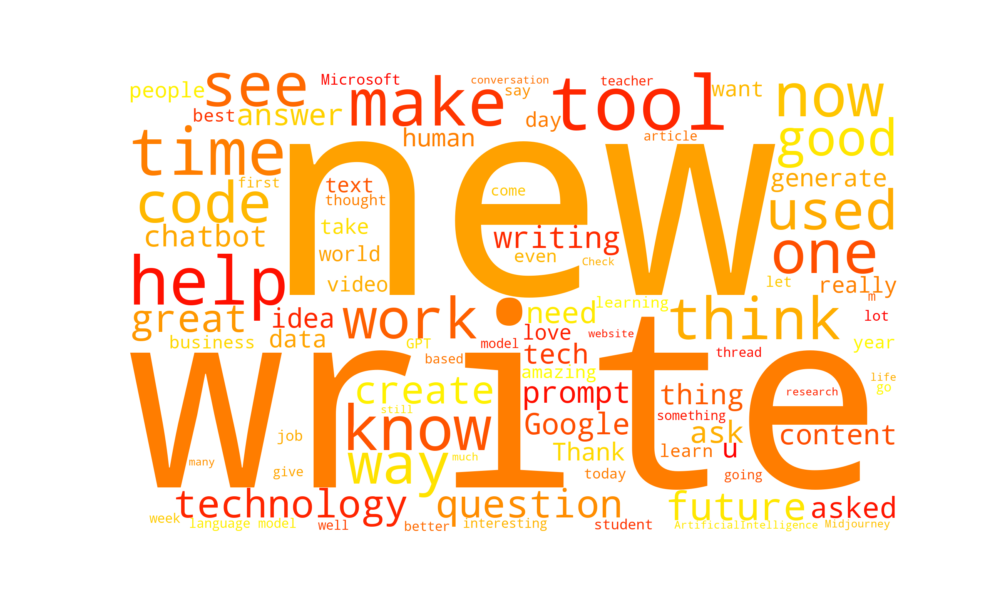 people see Microsoft make conversation say tool teacher want now
best answer human day article good
time new first text thought come generate
code take writing used
chatbot world even Check one
help video let really
great idea work need learning think m lot
business data GPT model love website year
write based tech amazing thread
create still prompt thing research life go
know Google something ask content
job way much Thank learn u
many give today going
technology question future asked
week language model well better interesting student ArtificialIntelligence Midjourney